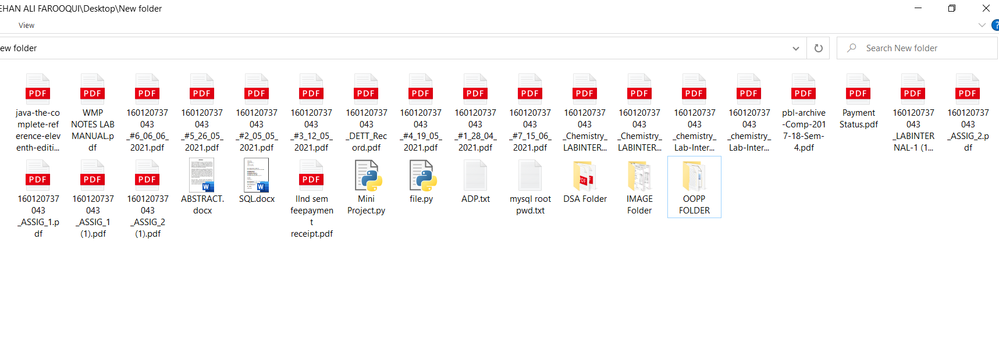 EHAN ALI FAROOQUI\Desktop\New folder
View
?
ew folder
Search New folder
PDF
java-the-co
mplete-ref
erence-elev
enth-editi...
PDF
WMP
NOTES LAB
MANUAL.p
df
PDF
160120737
043
_#6_06_06_
2021.pdf
PDF
160120737
043
_#5_26_05_
2021.pdf
PDF
160120737
043
_#2_05_05_
2021.pdf
PDF
160120737
043
_#3_12_05_
2021.pdf
PDF
160120737
043
_DETT_Rec
ord.pdf
PDF
160120737
043
_#4_19_05_
2021.pdf
PDF
160120737
043
_#1_28_04_
2021.pdf
PDF
160120737
043
_#7_15_06_
2021.pdf
PDF
160120737
043
_Chemistry_
LABINTER...
PDF
160120737
043
_Chemistry_
LABINTER...
PDF
160120737
043
_chemistry_
Lab-Inter...
PDF
160120737
043
_chemistry_
Lab-Inter...
PDF
pbl-archive
-Comp-201
7-18-Sem-
4.pdf
PDF
Payment
Status.pdf
PDF
160120737
043
_LABINTER
NAL-1 (1...
PDF
160120737
043
_ASSIG_2.p
df
PDF
160120737
043
_ASSIG_1.p
df
PDF
160120737
043
_ASSIG_1
(1).pdf
PDF
160120737
043
_ASSIG_2
(1).pdf
W
ABSTRACT.
docx
W
SQL.docx
PDF
IInd sem
feepaymen
t
receipt.pdf
Mini
Project.py
file.py
ADP.txt
mysql root
pwd.txt
PDF
DSA Folder
IMAGE
Folder
OOPP
FOLDER